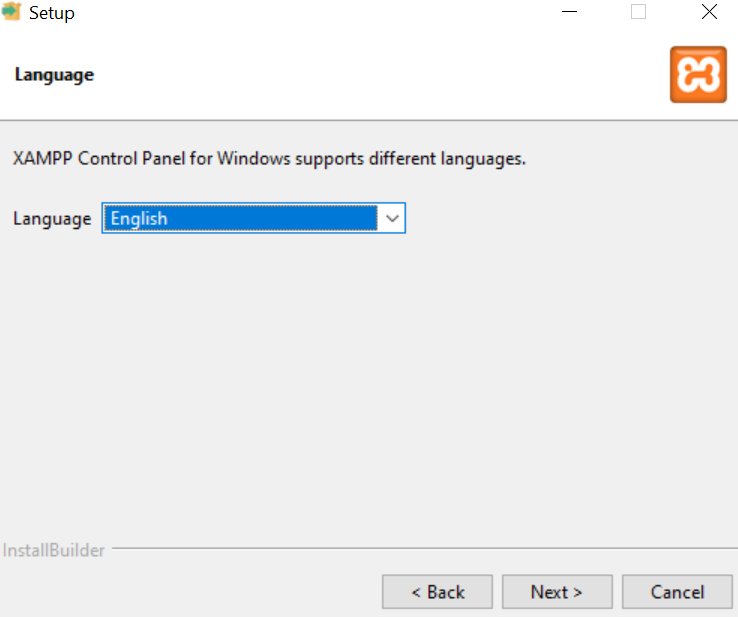 Setup
Language
XAMPP Control Panel for Windows supports different languages.
Language English
InstallBuilder
< Back Next > Cancel